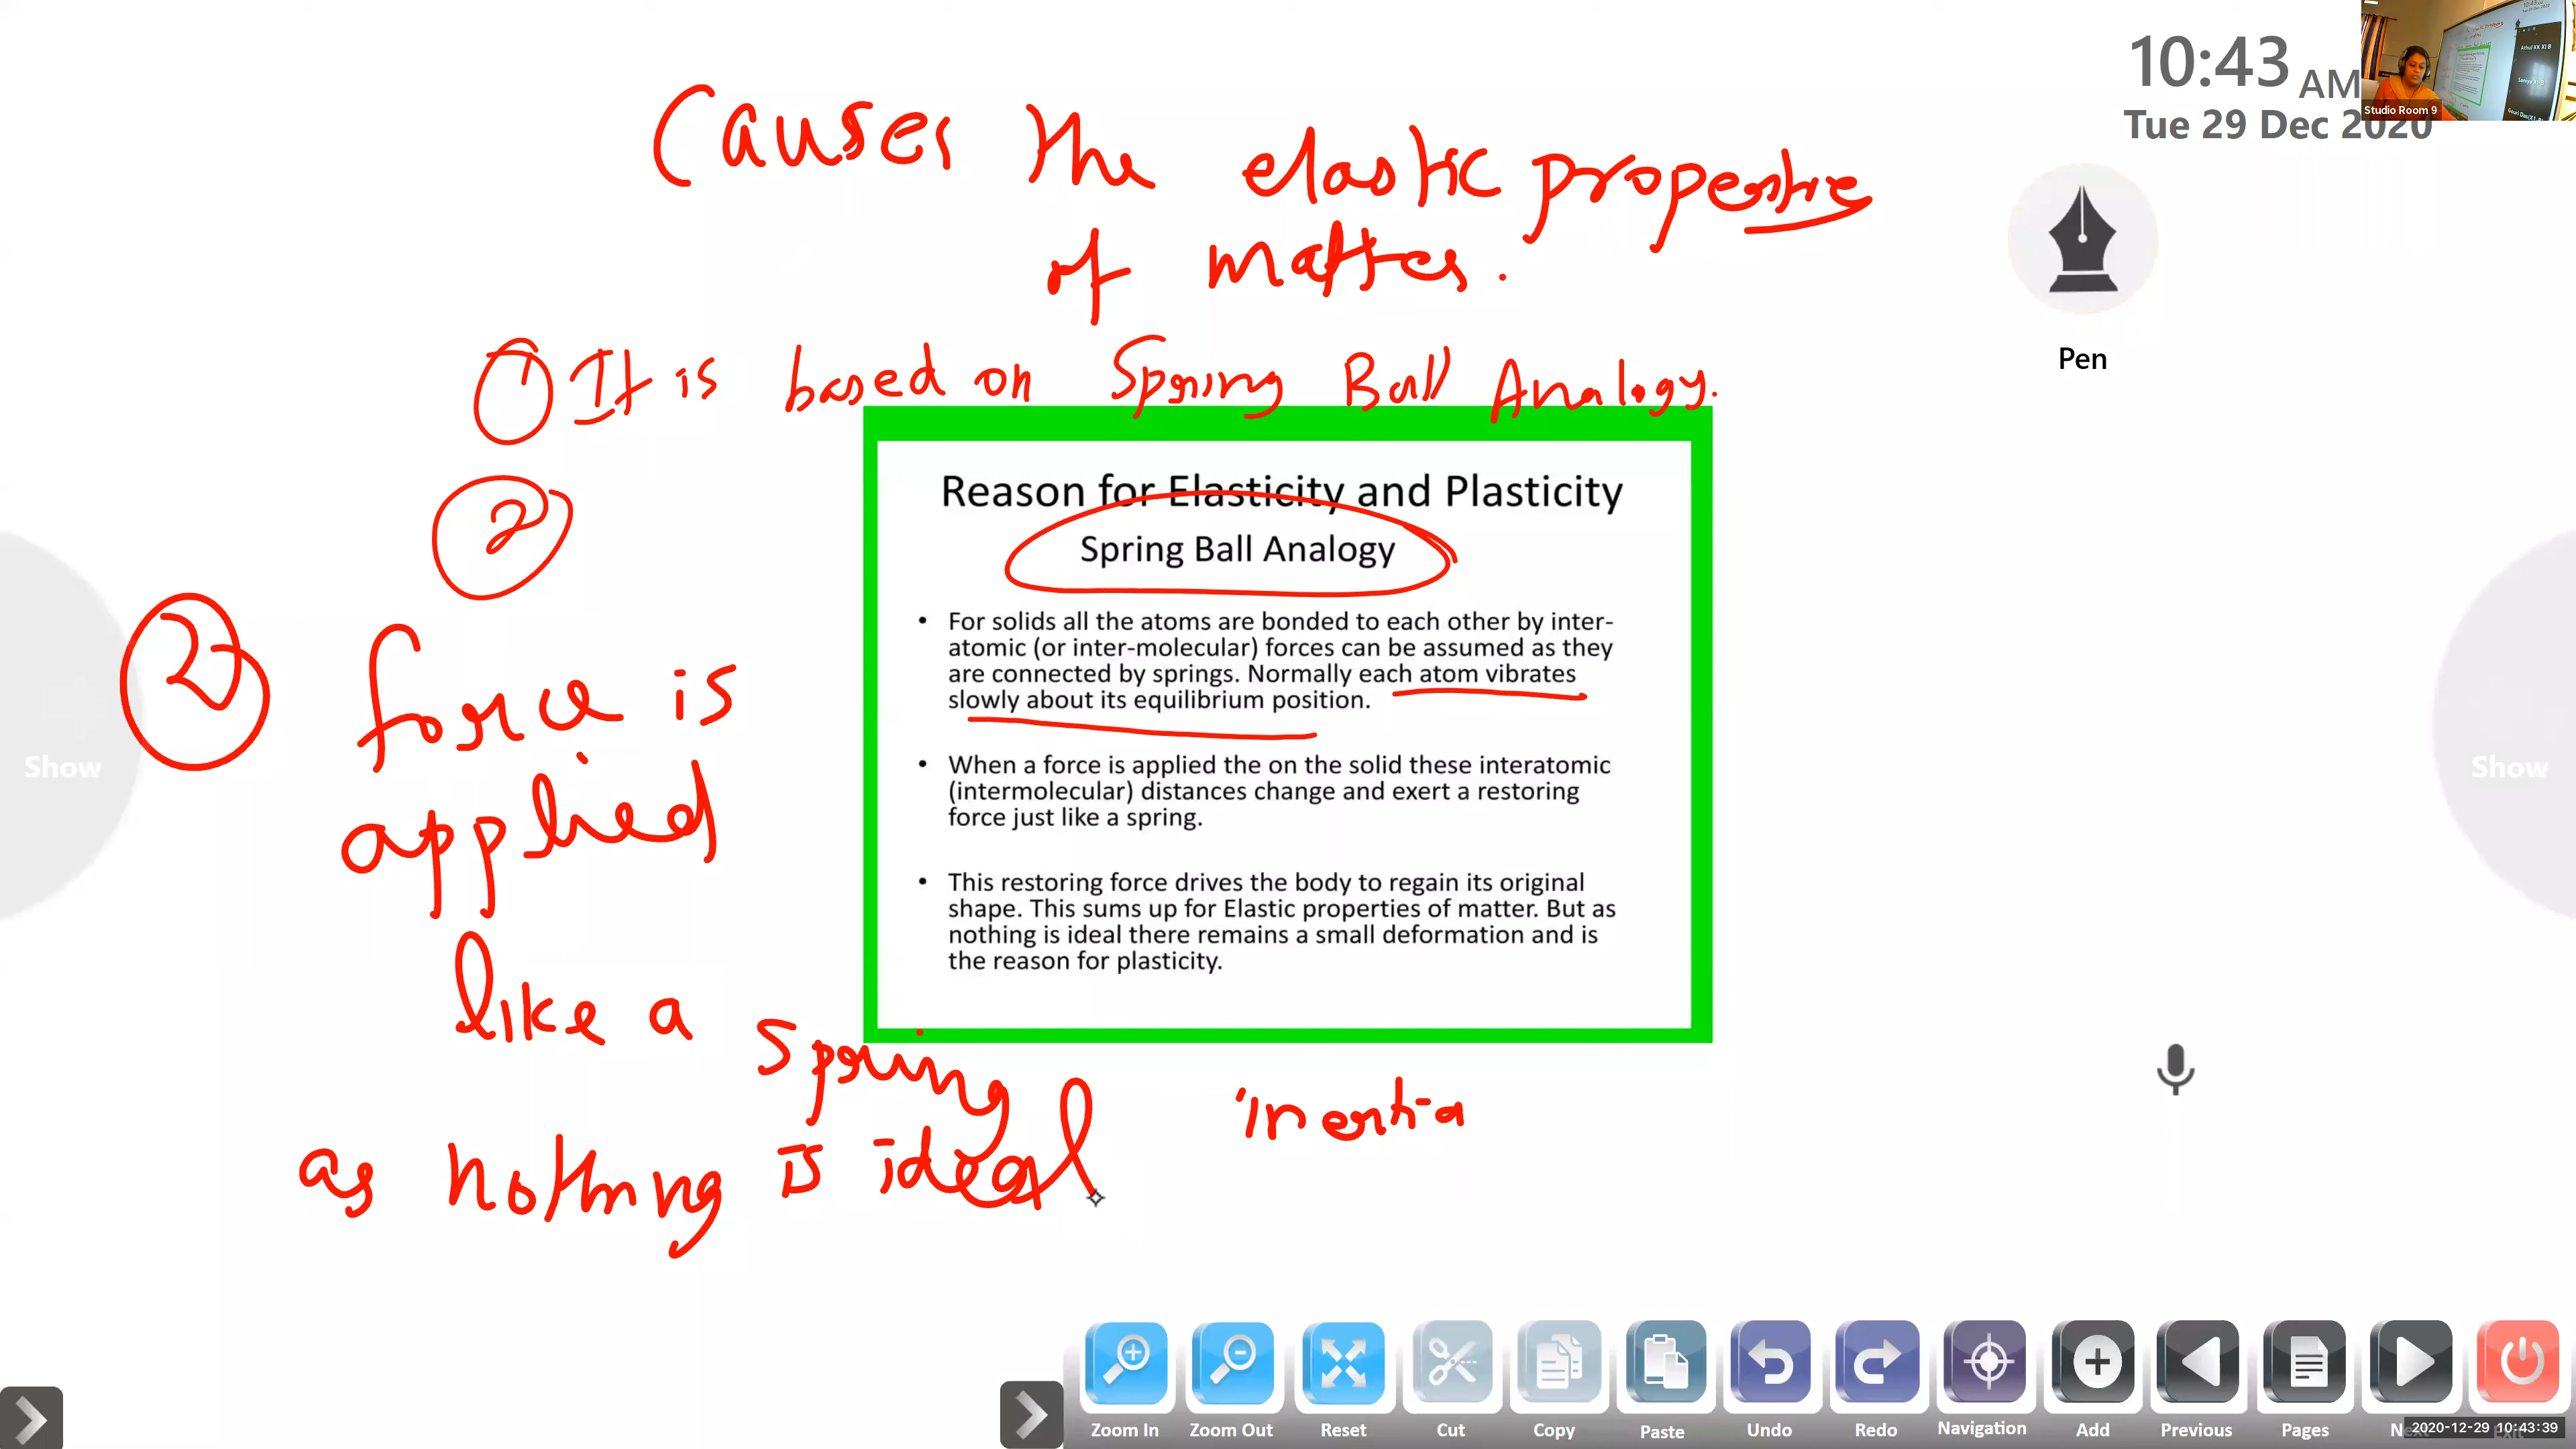 10:43 AM
Tue 29 Dec 2020
Studio Room 9
Athul KK XI B
Causes the elastic propertie
of matter.
① It is based on Spring Ball Analogy.
②
Pen
Reason for Elasticity and Plasticity
Spring Ball Analogy
• For solids all the atoms are bonded to each other by inter-
atomic (or inter-molecular) forces can be assumed as they
are connected by springs. Normally each atom vibrates
slowly about its equilibrium position.
• When a force is applied the on the solid these interatomic
(intermolecular) distances change and exert a restoring
force just like a spring.
• This restoring force drives the body to regain its original
shape. This sums up for Elastic properties of matter. But as
nothing is ideal there remains a small deformation and is
the reason for plasticity.
② force is
applied
like a spring
as nothing is ideal
inertia
Show
Show
Zoom In Zoom Out Reset Cut Copy Paste Undo Redo Navigation Add Previous Pages
2020-12-29 10:43:39